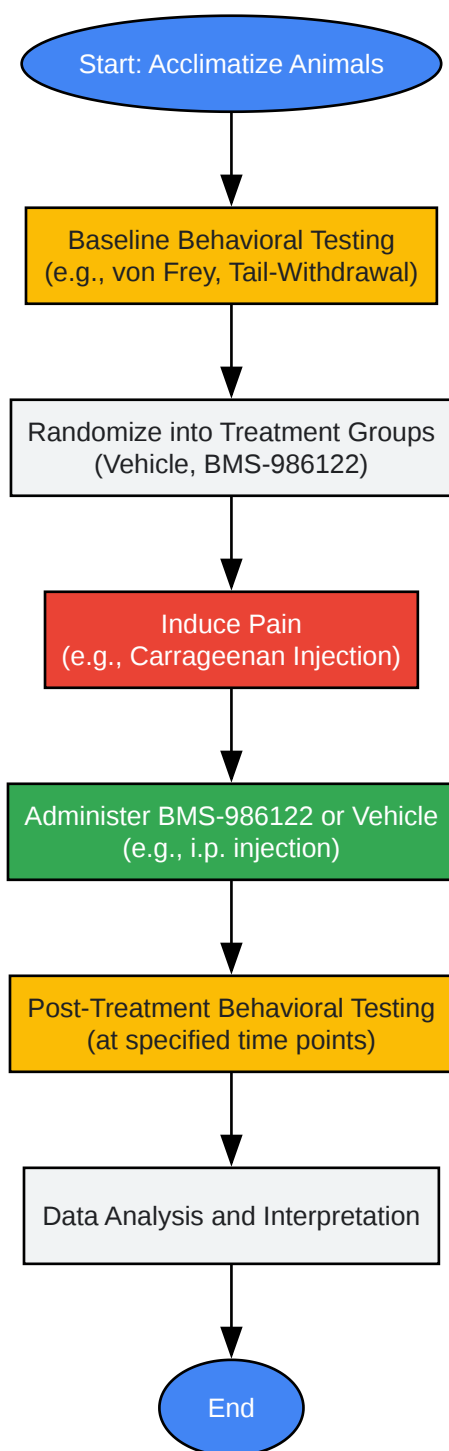 Start: Acclimatize Animals
Baseline Behavioral Testing
(e.g., von Frey, Tail-Withdrawal)
Randomize into Treatment Groups
(Vehicle, BMS-986122)
Induce Pain
(e.g., Carrageenan Injection)
Administer BMS-986122 or Vehicle
(e.g., i.p. injection)
Post-Treatment Behavioral Testing
(at specified time points)
Data Analysis and Interpretation
End